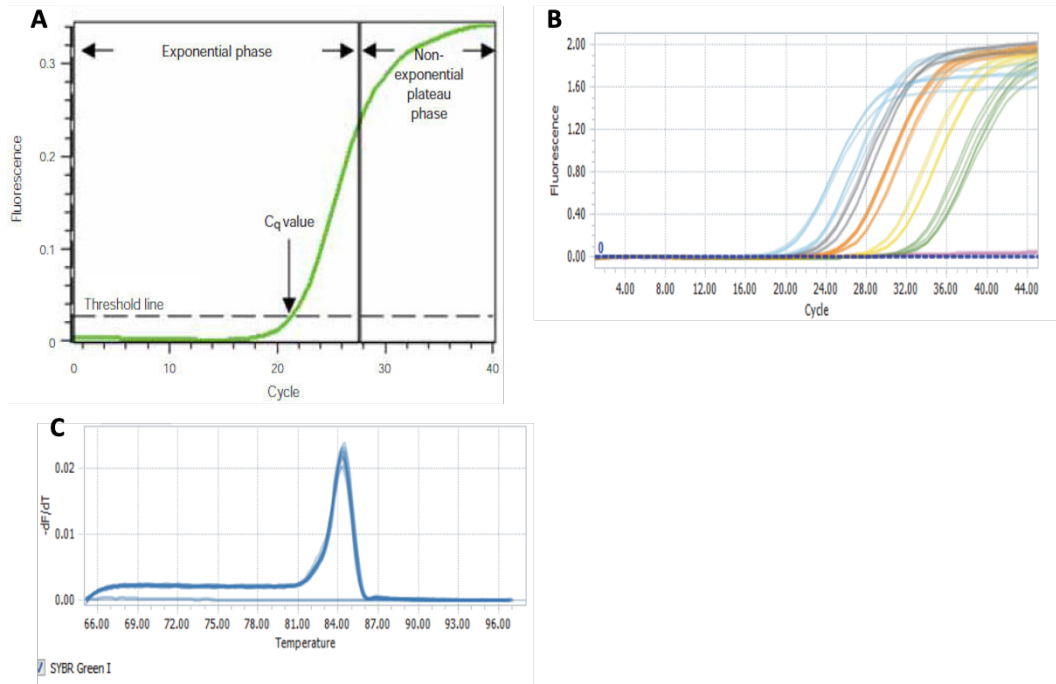 A
Exponential phase
Non-
exponential
plateau
phase
Cq value
Threshold line
Fluorescence
0.3
0.2
0.1
0
0 10 20 30 40
Cycle
B
Fluorescence
2.00
1.60
1.20
0.80
0.40
0.00
0
4.00 8.00 12.00 16.00 20.00 24.00 28.00 32.00 36.00 40.00 44.00
Cycle
C
-dF/dT
0.02
0.01
0.00
66.00 69.00 72.00 75.00 78.00 81.00 84.00 87.00 90.00 93.00 96.00
Temperature
SYBR Green I